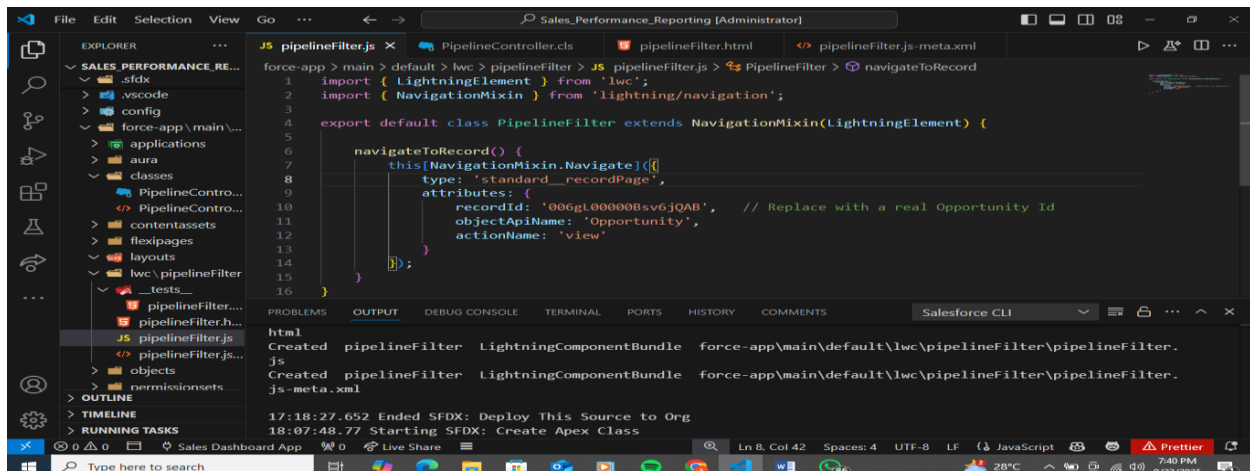 File Edit Selection View Go ··· Sales_Performance_Reporting [Administrator]
EXPLORER ···
JS pipelineFilter.js PipelineController.cls pipelineFilter.html pipelineFilter.js-meta.xml
SALES_PERFORMANCE_RE...
.sfdx
.vscode
config
force-app\main\...
applications
aura
classes
PipelineContro...
PipelineContro...
contentassets
flexipages
layouts
lwc\pipelineFilter
__tests__
pipelineFilter....
pipelineFilter.h...
JS pipelineFilter.js
pipelineFilter.js...
objects
permissionsets
OUTLINE
TIMELINE
RUNNING TASKS
force-app > main > default > lwc > pipelineFilter > JS pipelineFilter.js > PipelineFilter > navigateToRecord
1 import { LightningElement } from 'lwc';
2 import { NavigationMixin } from 'lightning/navigation';
3
4 export default class PipelineFilter extends NavigationMixin(LightningElement) {
5
6 navigateToRecord() {
7 this[NavigationMixin.Navigate]({
8 type: 'standard__recordPage',
9 attributes: {
10 recordId: '006gL00000Bsv6jQAB', // Replace with a real Opportunity Id
11 objectApiName: 'Opportunity',
12 actionName: 'view'
13 }
14 });
15 }
16 }
PROBLEMS OUTPUT DEBUG CONSOLE TERMINAL PORTS HISTORY COMMENTS Salesforce CLI
html
Created pipelineFilter LightningComponentBundle force-app\main\default\lwc\pipelineFilter\pipelineFilter.
js
Created pipelineFilter LightningComponentBundle force-app\main\default\lwc\pipelineFilter\pipelineFilter.
js-meta.xml
17:18:27.652 Ended SFDX: Deploy This Source to Org
18:07:48.77 Starting SFDX: Create Apex Class
0 0 Sales Dashboard App 0 Live Share Ln 8, Col 42 Spaces: 4 UTF-8 LF JavaScript Prettier
Type here to search 28°C 7:40 PM